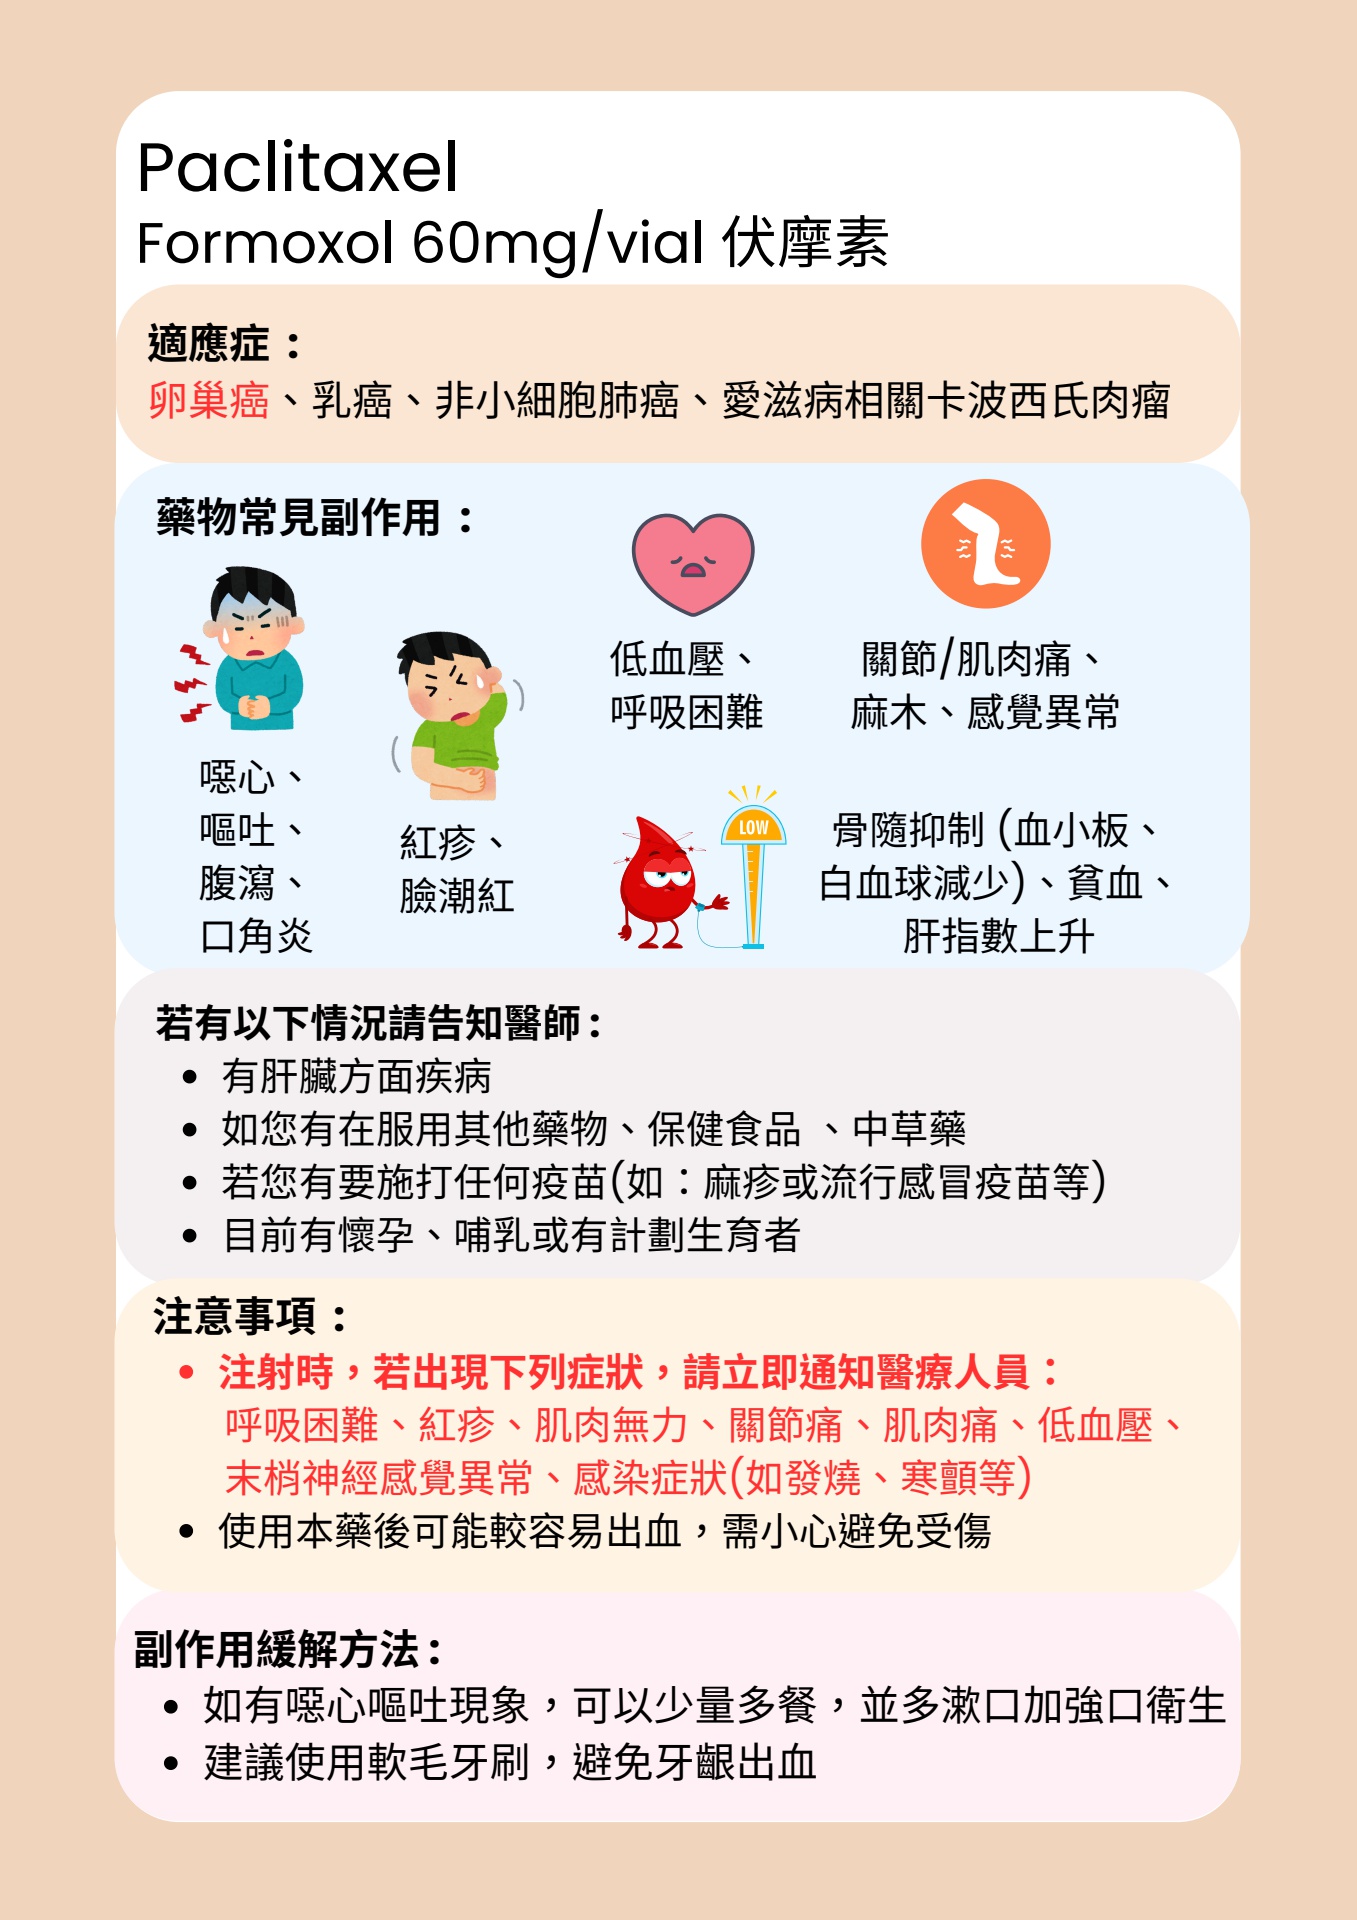 Paclitaxel
Formoxol 60mg/vial 伏摩素
適應症：
卵巢癌、乳癌、非小細胞肺癌、愛滋病相關卡波西氏肉瘤
藥物常見副作用：
噁心、
嘔吐、
腹瀉、
口角炎
紅疹、
臉潮紅
低血壓、
呼吸困難
關節/肌肉痛、
麻木、感覺異常
LOW
骨隨抑制 (血小板、
白血球減少)、貧血、
肝指數上升
若有以下情況請告知醫師:
• 有肝臟方面疾病
• 如您有在服用其他藥物、保健食品 、中草藥
• 若您有要施打任何疫苗(如：麻疹或流行感冒疫苗等)
• 目前有懷孕、哺乳或有計劃生育者
注意事項：
• 注射時，若出現下列症狀，請立即通知醫療人員：
呼吸困難、紅疹、肌肉無力、關節痛、肌肉痛、低血壓、
末梢神經感覺異常、感染症狀(如發燒、寒顫等)
• 使用本藥後可能較容易出血，需小心避免受傷
副作用緩解方法:
• 如有噁心嘔吐現象，可以少量多餐，並多漱口加強口衛生
• 建議使用軟毛牙刷，避免牙齦出血